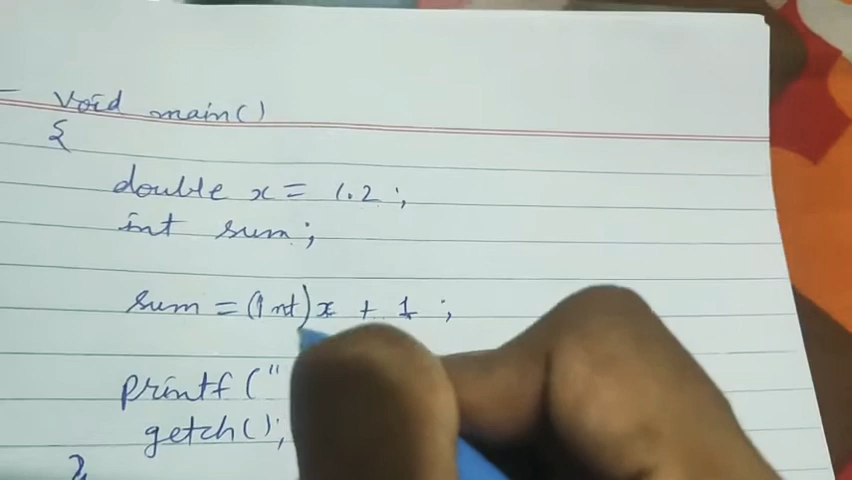 void main()
{
double x = 1.2 ;
int sum ;
sum = (int)x + 1 ;
printf ("
getch();
}